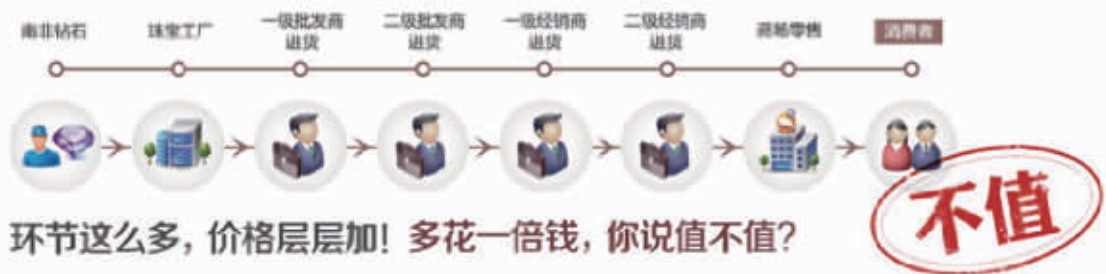 南非钻石
珠宝工厂
一级批发商
进货
二级批发商
进货
一级经销商
进货
二级经销商
进货
商场零售
消费者
环节这么多，价格层层加！多花一倍钱，你说值不值？
不值